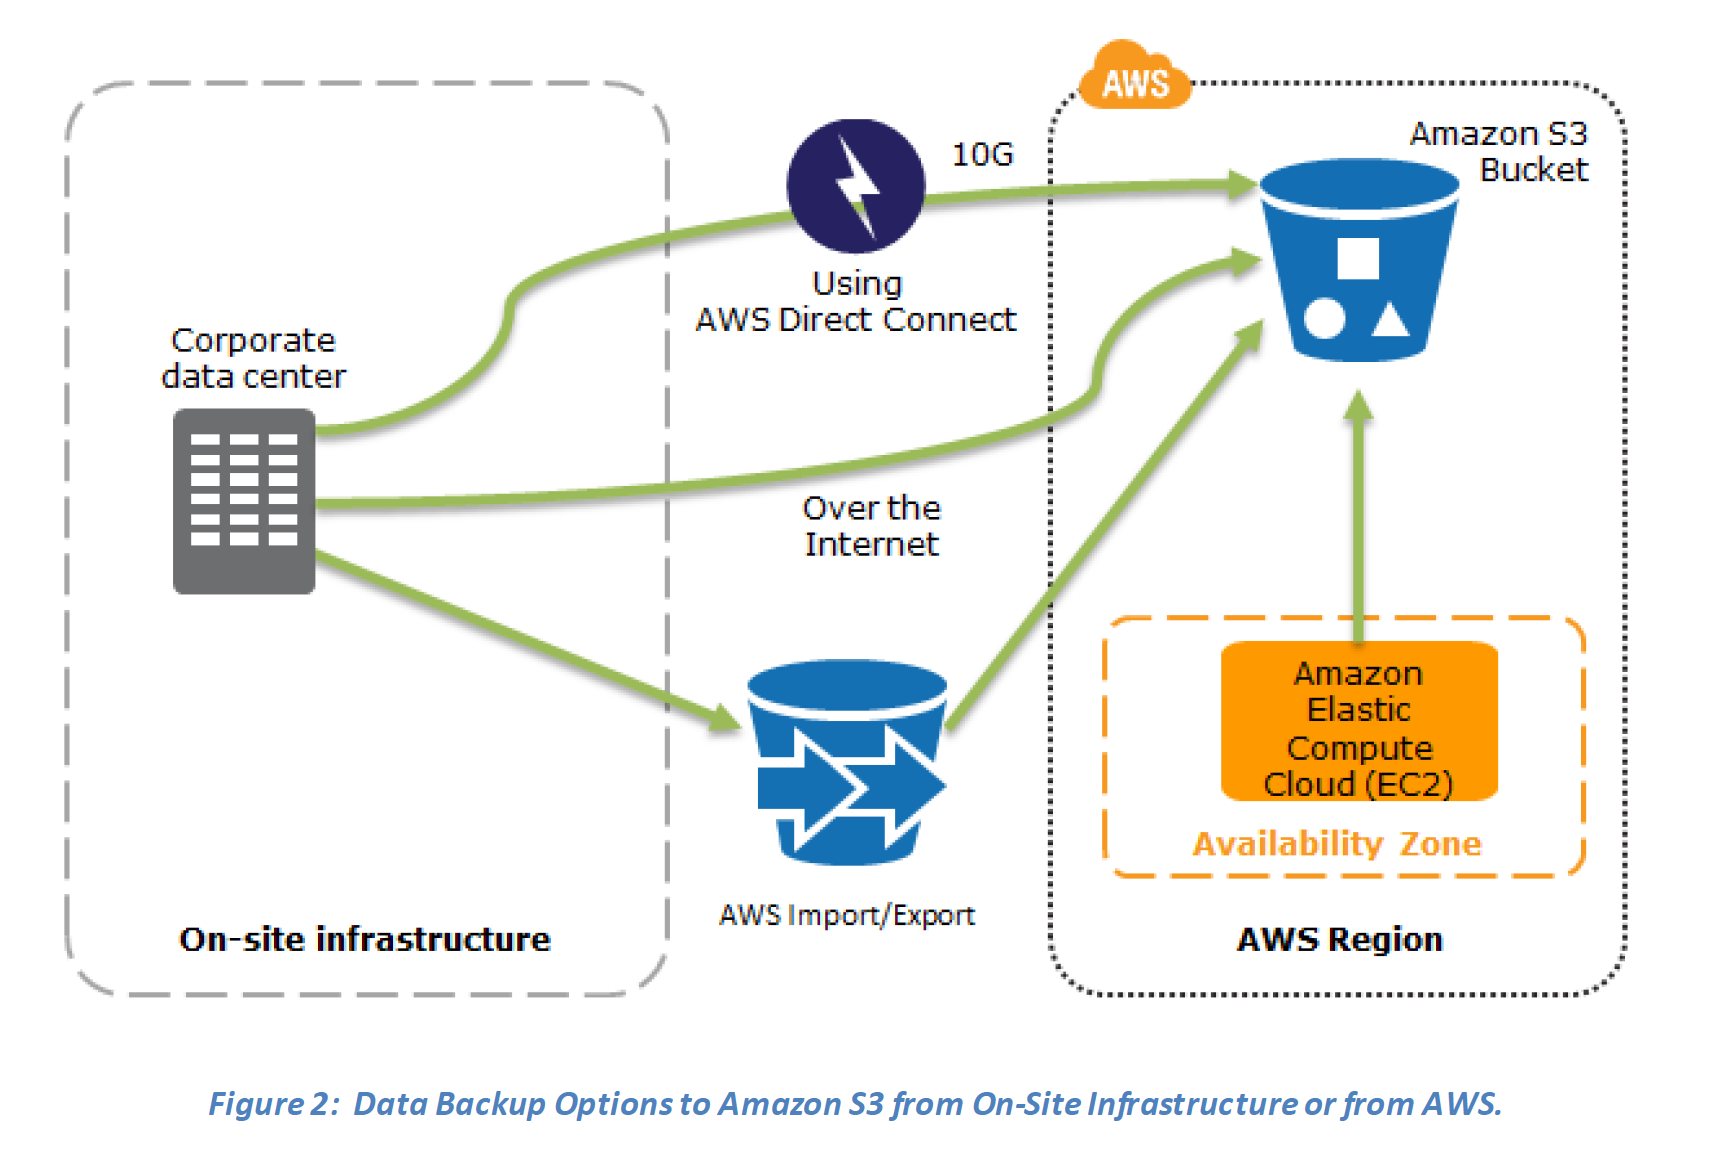 AWS
Amazon S3
Bucket
10G
Using
AWS Direct Connect
Corporate
data center
Over the
Internet
Amazon
Elastic
Compute
Cloud (EC2)
Availability Zone
AWS Import/Export
On-site infrastructure
AWS Region
Figure 2: Data Backup Options to Amazon S3 from On-Site Infrastructure or from AWS.